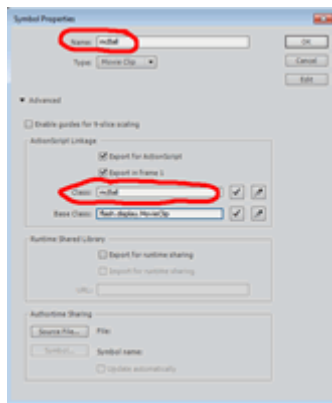 Symbol Properties
Name:
OK
Type: Movie Clip
Cancel
Edit
Advanced
Enable guides for 9-slice scaling
ActionScript Linkage
Export for ActionScript
Export in frame 1
Class:
Base Class: flash.display.MovieClip
Runtime Shared Library
Export for runtime sharing
Import for runtime sharing
URL:
Authortime Sharing
Source File... File:
Symbol... Symbol name:
Update automatically